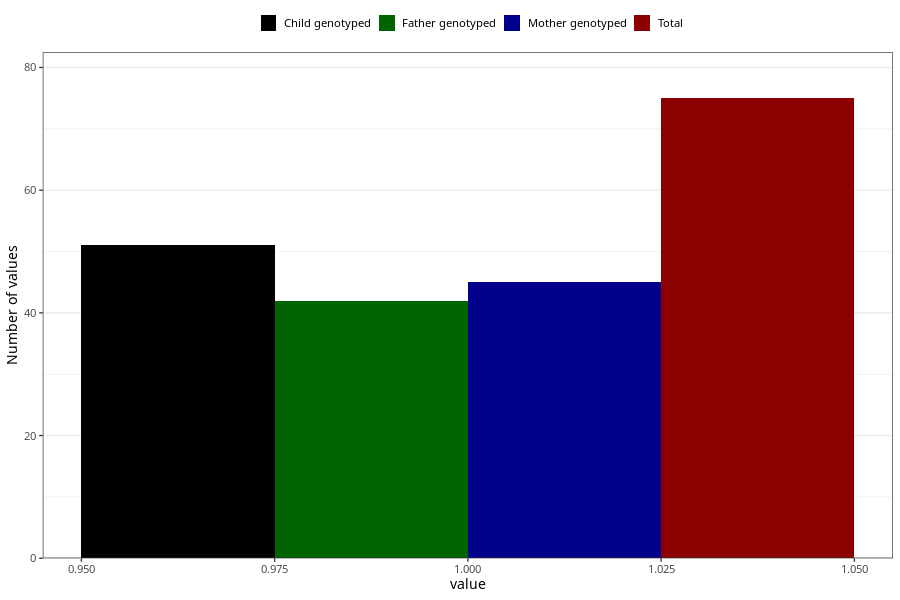 Child genotyped Father genotyped Mother genotyped Total
80
60
40
20
0
Number of values
0.950 0.975 1.000 1.025 1.050
value